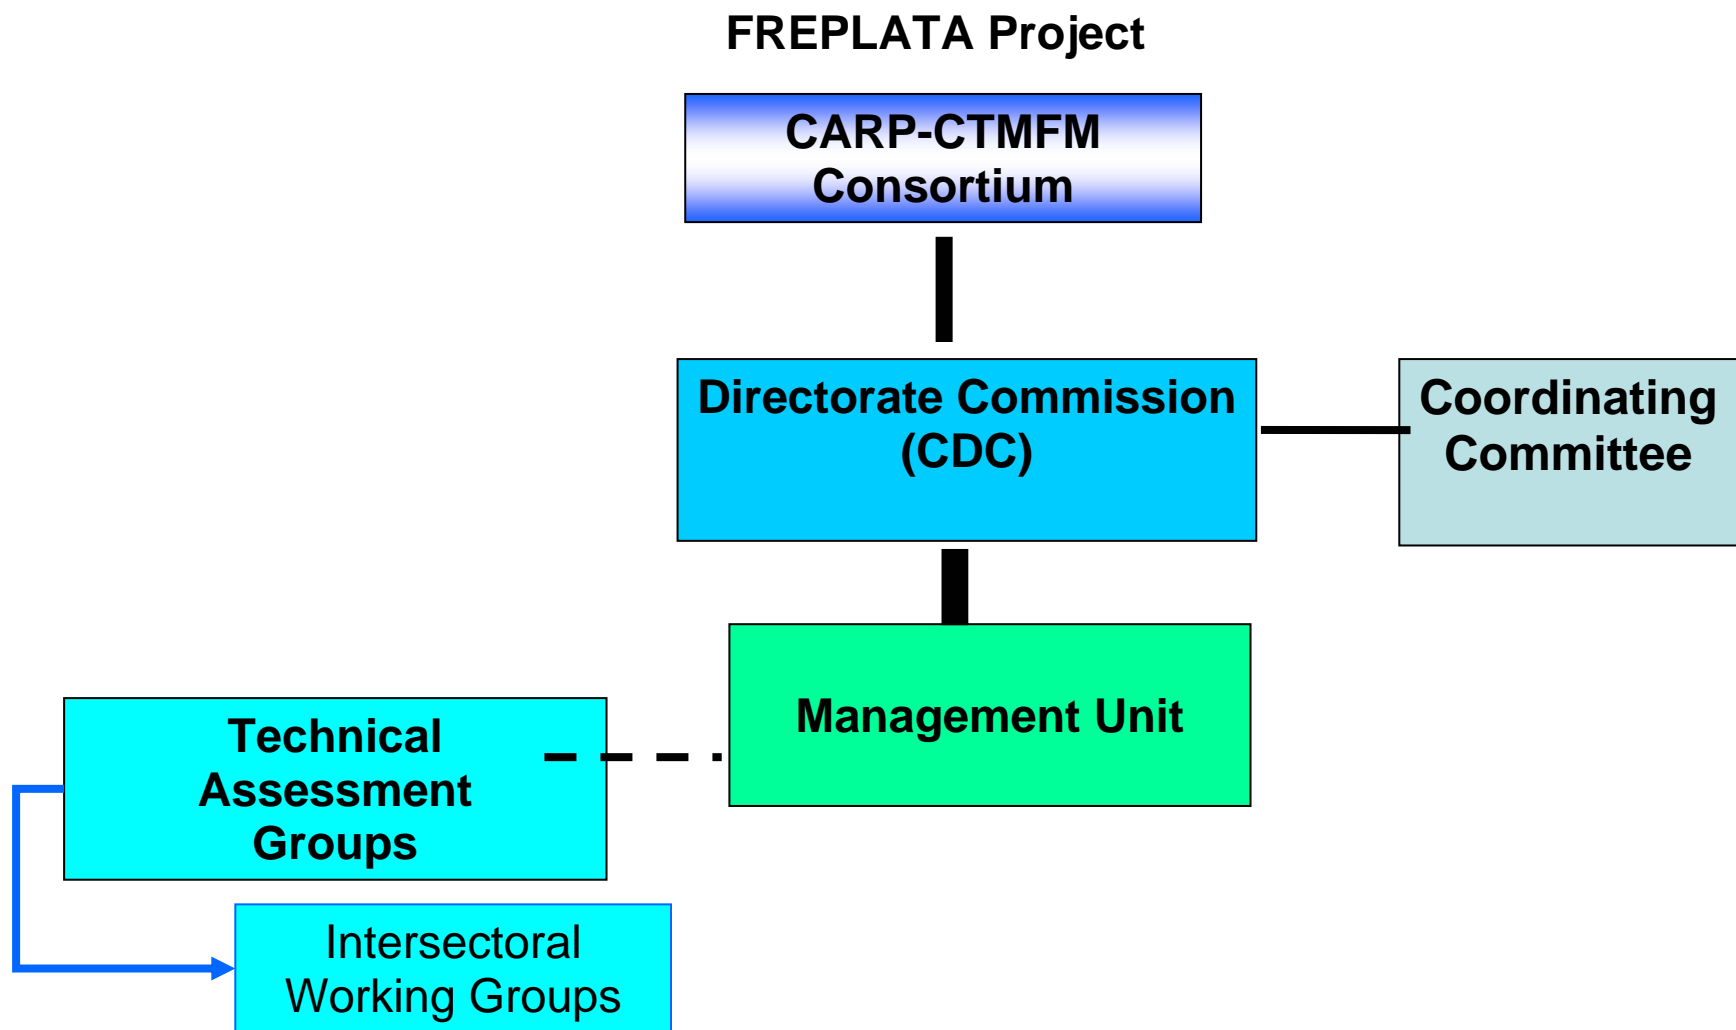 FREPLATA Project
CARP-CTMFM
Consortium
Directorate Commission
(CDC)
Coordinating
Committee
Management Unit
Technical
Assessment
Groups
Intersectoral
Working Groups